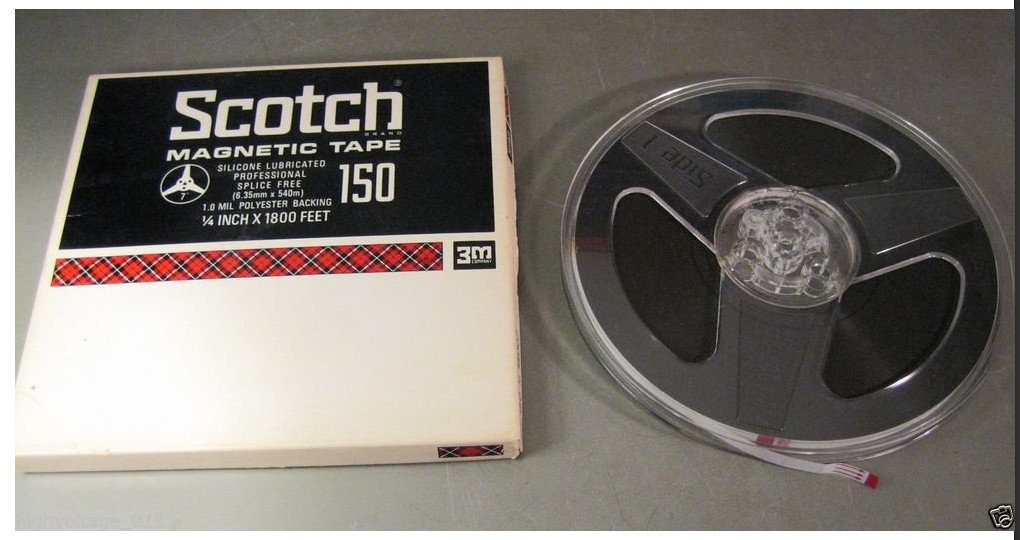 Scotch®
BRAND
MAGNETIC TAPE
SILICONE LUBRICATED
PROFESSIONAL
SPLICE FREE
(6.35mm x 540m)
1.0 MIL POLYESTER BACKING
¼ INCH X 1800 FEET
150
7"
3M
COMPANY
Side 1